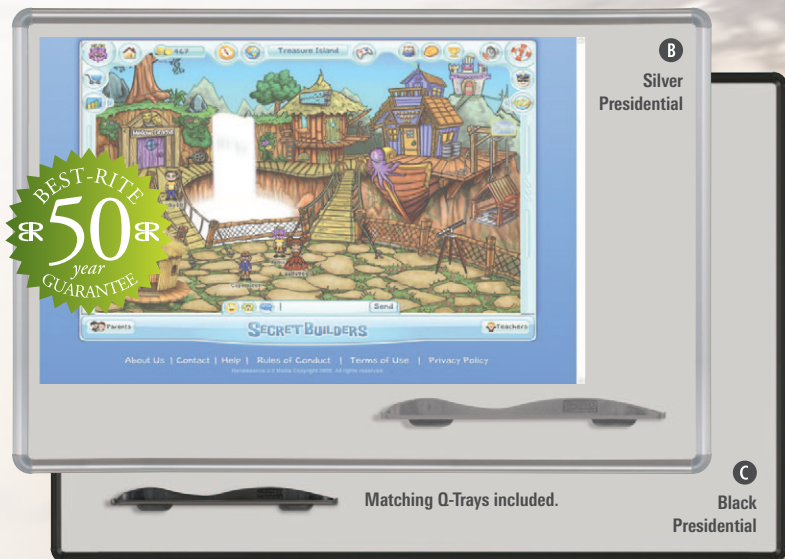 467
Treasure Island
B
Silver
Presidential
BEST-RITE
50
year
GUARANTEE
Send
Parents
SECRET BUILDERS
Teachers
About Us | Contact | Help | Rules of Conduct | Terms of Use | Privacy Policy
Matching Q-Trays included.
C
Black
Presidential